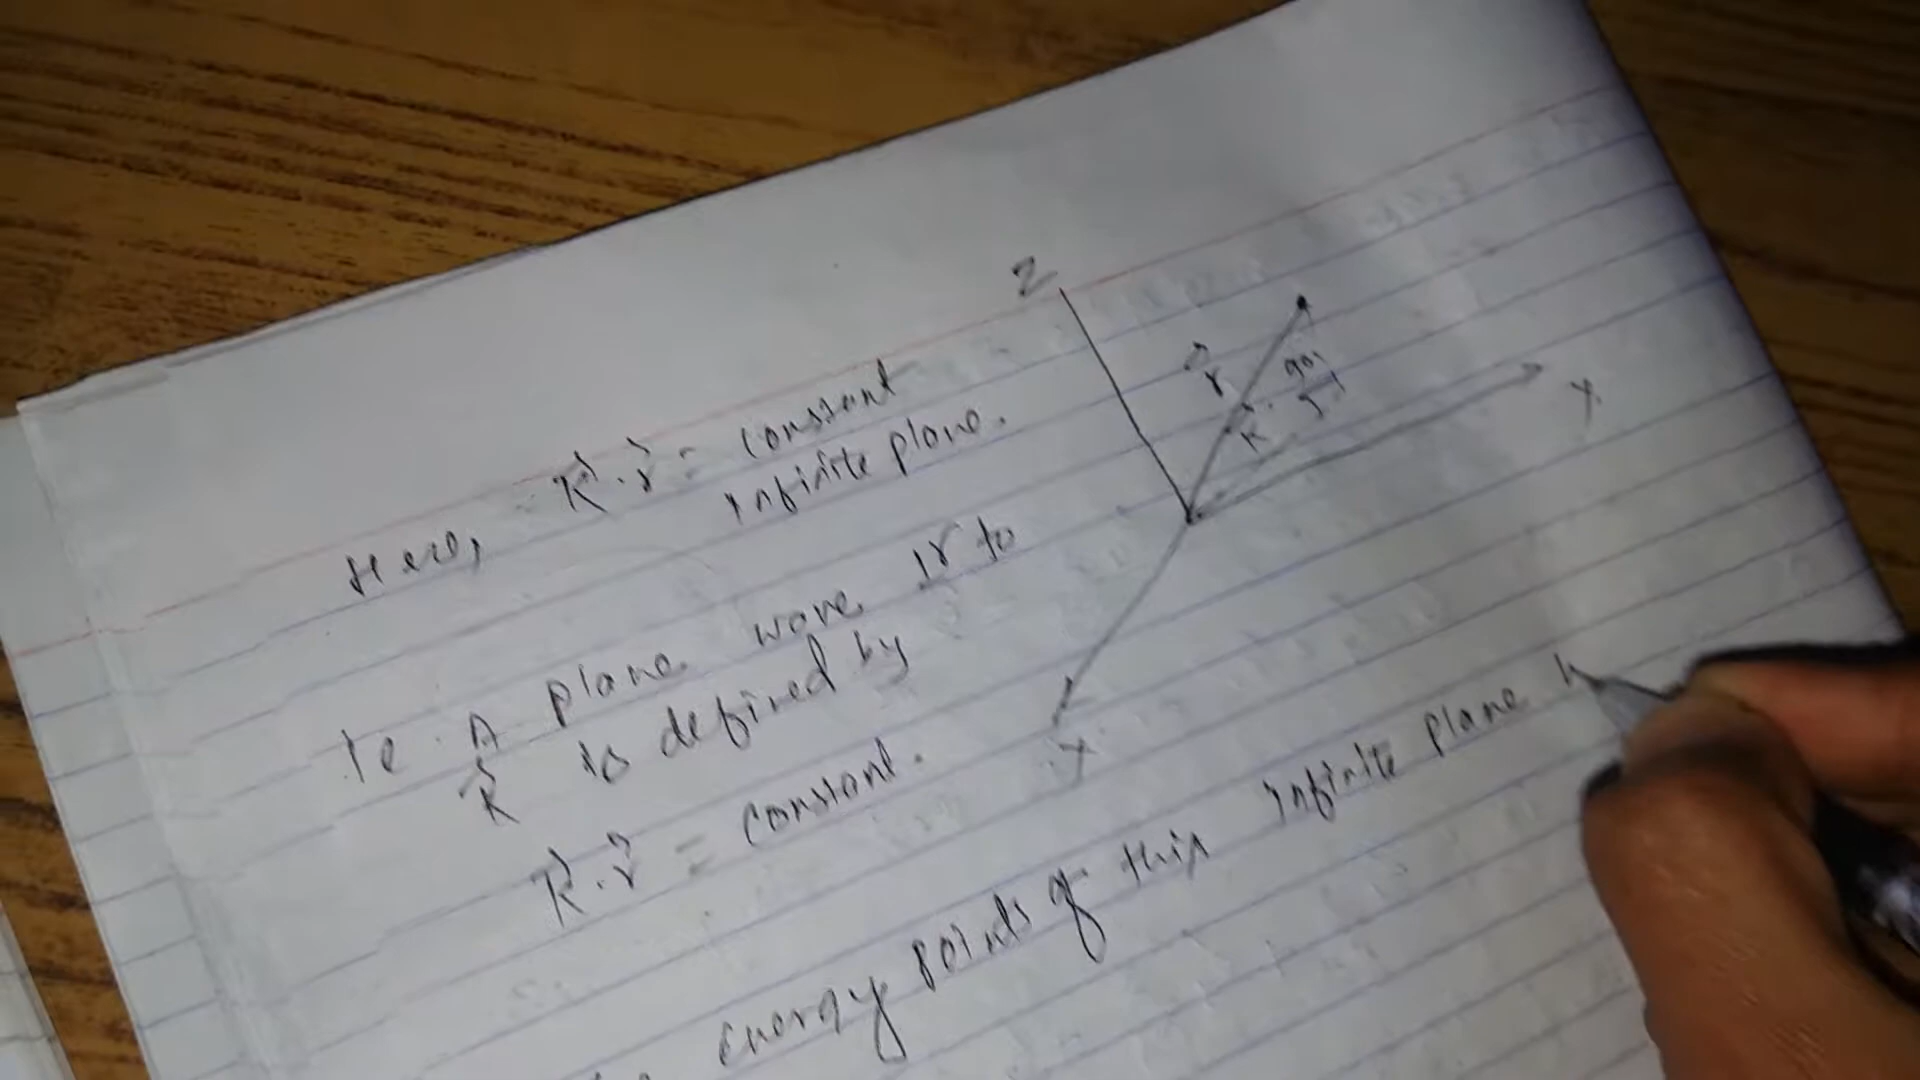 Here, K⃗·r⃗ = constant
infinite plane.
ie. A plane wave ⊥r to
K⃗ is defined by
K⃗·r⃗ = constant.
energy points of this infinite plane
Z
r⃗
K
90°
Y
X